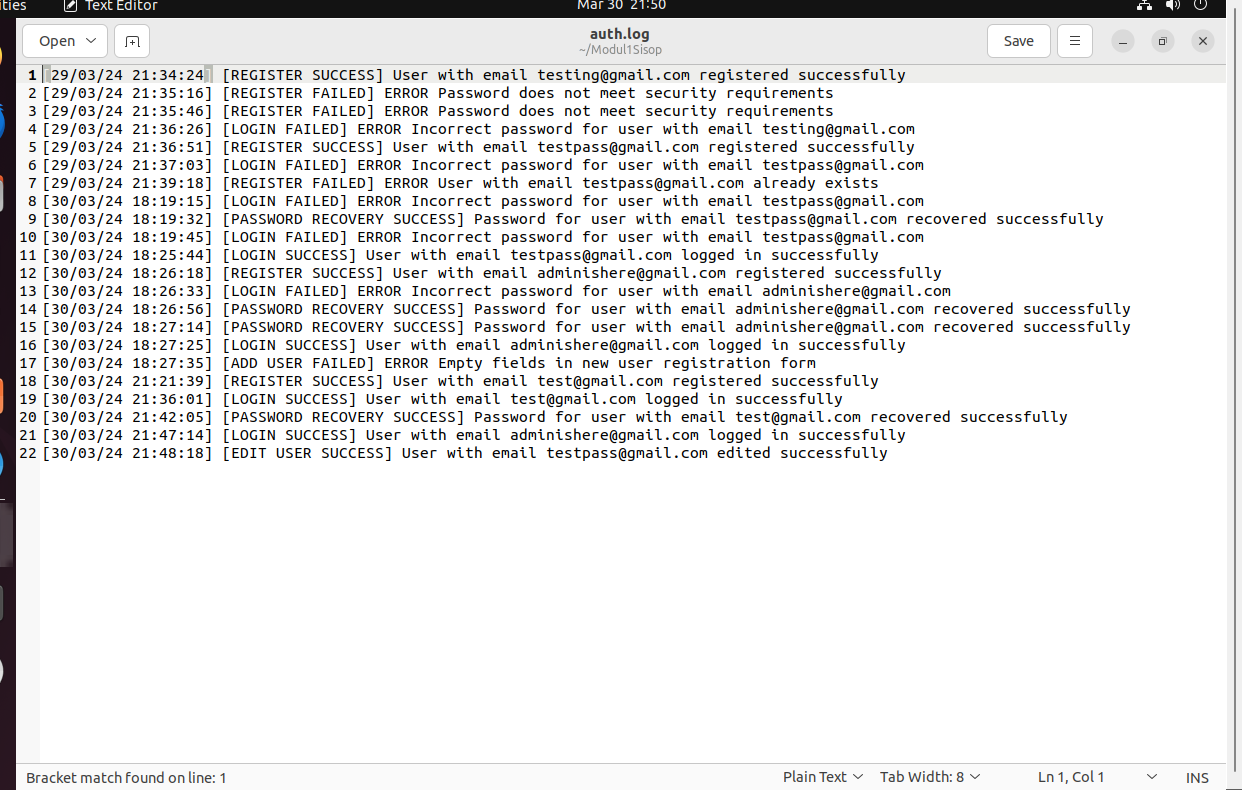 ities Text Editor Mar 30 21:50
Open auth.log Save
~/Modul1Sisop
1 [29/03/24 21:34:24] [REGISTER SUCCESS] User with email testing@gmail.com registered successfully
2 [29/03/24 21:35:16] [REGISTER FAILED] ERROR Password does not meet security requirements
3 [29/03/24 21:35:46] [REGISTER FAILED] ERROR Password does not meet security requirements
4 [29/03/24 21:36:26] [LOGIN FAILED] ERROR Incorrect password for user with email testing@gmail.com
5 [29/03/24 21:36:51] [REGISTER SUCCESS] User with email testpass@gmail.com registered successfully
6 [29/03/24 21:37:03] [LOGIN FAILED] ERROR Incorrect password for user with email testpass@gmail.com
7 [29/03/24 21:39:18] [REGISTER FAILED] ERROR User with email testpass@gmail.com already exists
8 [30/03/24 18:19:15] [LOGIN FAILED] ERROR Incorrect password for user with email testpass@gmail.com
9 [30/03/24 18:19:32] [PASSWORD RECOVERY SUCCESS] Password for user with email testpass@gmail.com recovered successfully
10 [30/03/24 18:19:45] [LOGIN FAILED] ERROR Incorrect password for user with email testpass@gmail.com
11 [30/03/24 18:25:44] [LOGIN SUCCESS] User with email testpass@gmail.com logged in successfully
12 [30/03/24 18:26:18] [REGISTER SUCCESS] User with email adminishere@gmail.com registered successfully
13 [30/03/24 18:26:33] [LOGIN FAILED] ERROR Incorrect password for user with email adminishere@gmail.com
14 [30/03/24 18:26:56] [PASSWORD RECOVERY SUCCESS] Password for user with email adminishere@gmail.com recovered successfully
15 [30/03/24 18:27:14] [PASSWORD RECOVERY SUCCESS] Password for user with email adminishere@gmail.com recovered successfully
16 [30/03/24 18:27:25] [LOGIN SUCCESS] User with email adminishere@gmail.com logged in successfully
17 [30/03/24 18:27:35] [ADD USER FAILED] ERROR Empty fields in new user registration form
18 [30/03/24 21:21:39] [REGISTER SUCCESS] User with email test@gmail.com registered successfully
19 [30/03/24 21:36:01] [LOGIN SUCCESS] User with email test@gmail.com logged in successfully
20 [30/03/24 21:42:05] [PASSWORD RECOVERY SUCCESS] Password for user with email test@gmail.com recovered successfully
21 [30/03/24 21:47:14] [LOGIN SUCCESS] User with email adminishere@gmail.com logged in successfully
22 [30/03/24 21:48:18] [EDIT USER SUCCESS] User with email testpass@gmail.com edited successfully
Bracket match found on line: 1 Plain Text Tab Width: 8 Ln 1, Col 1 INS